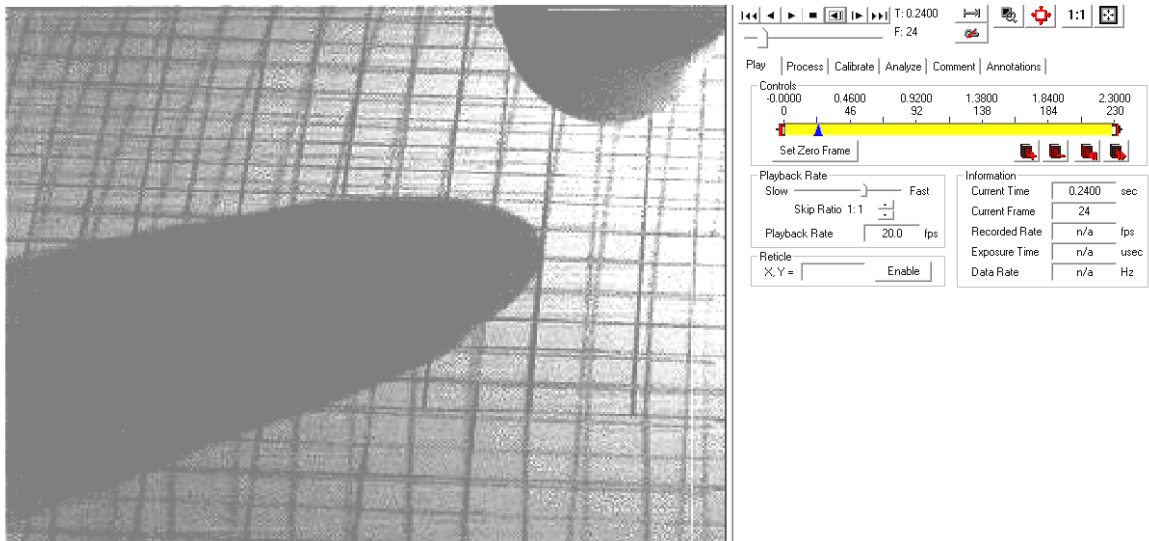 T: 0.2400
1:1
F: 24
Play Process Calibrate Analyze Comment Annotations
Controls
-0.0000 0.4600 0.9200 1.3800 1.8400 2.3000
0 46 92 138 184 230
Set Zero Frame
Playback Rate
Slow Fast
Skip Ratio 1:1
Playback Rate 20.0 fps
Reticle
X, Y = Enable
Information
Current Time 0.2400 sec
Current Frame 24
Recorded Rate n/a fps
Exposure Time n/a usec
Data Rate n/a Hz